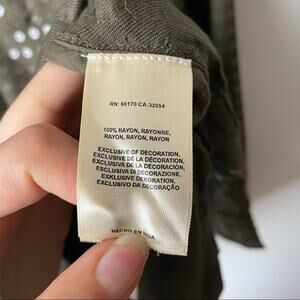 RN: 66170 CA:32054
100% RAYON, RAYONNE,
RAYON, RAYON, RAYON
EXCLUSIVE OF DECORATION,
EXCLUSIVE DE LA DÉCORATION,
EXCLUSIVA DE LA DECORACIÓN,
ESCLUSIVA DI DECORAZIONE,
EXKLUSIVE DEKORATION,
EXCLUSIVO DA DECORAÇÃO
HECHO EN INDIA